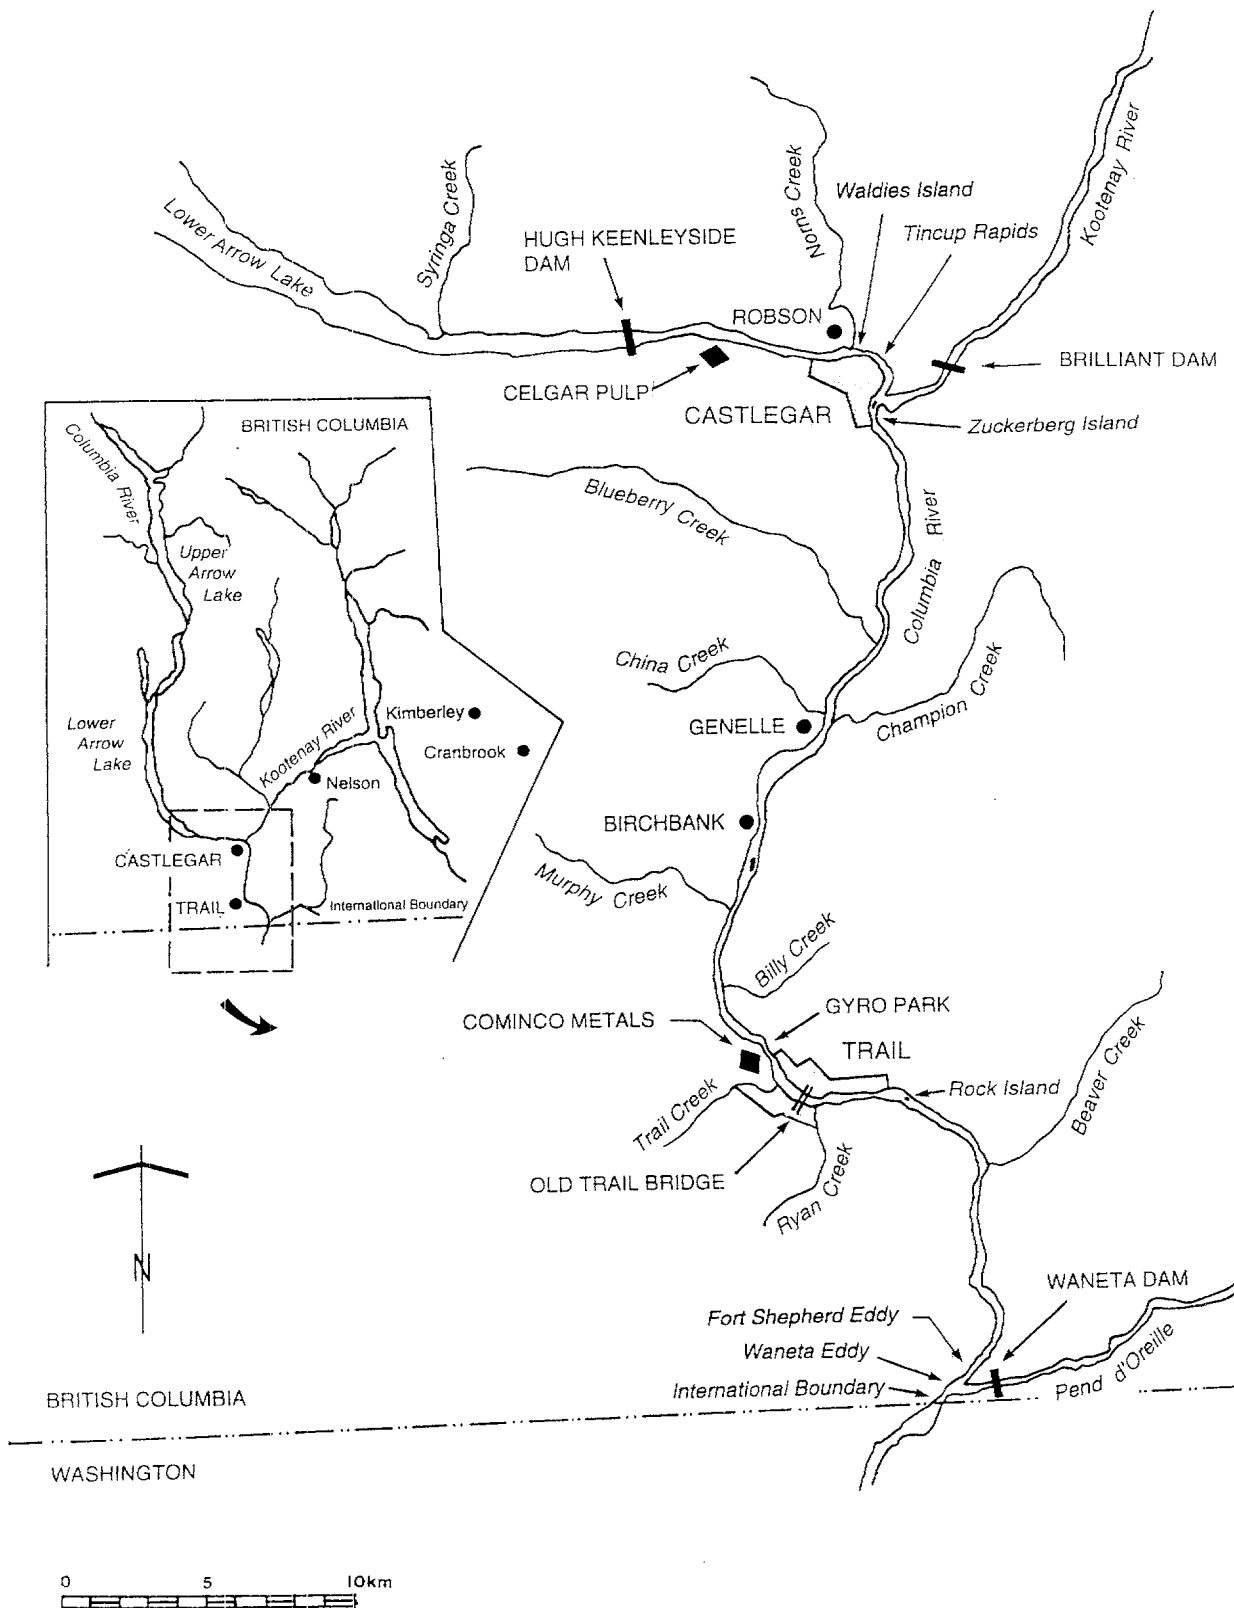 Kootenay River
Norns Creek
Syringa Creek
Waldies Island
Lower Arrow Lake
HUGH KEENLEYSIDE
DAM
Tincup Rapids
ROBSON
BRILLIANT DAM
CELGAR PULP
CASTLEGAR
Zuckerberg Island
BRITISH COLUMBIA
Columbia River
Upper
Arrow
Lake
Lower
Arrow
Lake
Kootenay River
Kimberley
Cranbrook
Nelson
CASTLEGAR
TRAIL
International Boundary
Blueberry Creek
Columbia River
China Creek
Champion Creek
GENELLE
BIRCHBANK
Murphy Creek
Billy Creek
GYRO PARK
COMINCO METALS
TRAIL
Rock Island
Beaver Creek
Trail Creek
OLD TRAIL BRIDGE
Ryan Creek
N
WANETA DAM
Fort Shepherd Eddy
Waneta Eddy
International Boundary
Pend d'Oreille
BRITISH COLUMBIA
WASHINGTON
0 5 10km